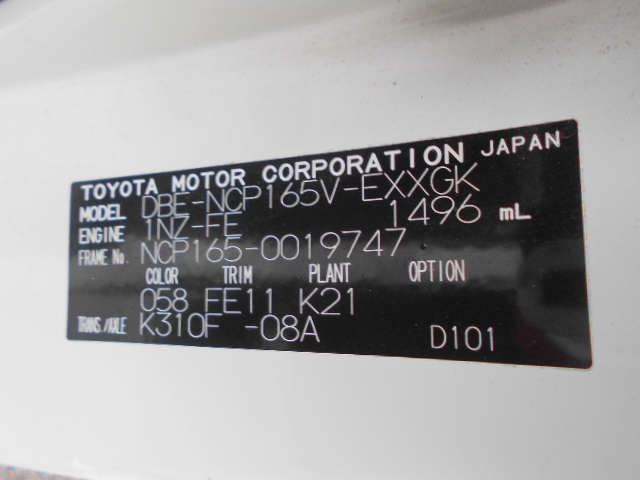 TOYOTA MOTOR CORPORATION JAPAN
MODEL DBE-NCP165V-EXXGK
ENGINE 1NZ-FE 1496 mL
FRAME No. NCP165-0019747
COLOR TRIM PLANT OPTION
058 FE11 K21
TRANS./AXLE K310F -08A
D101